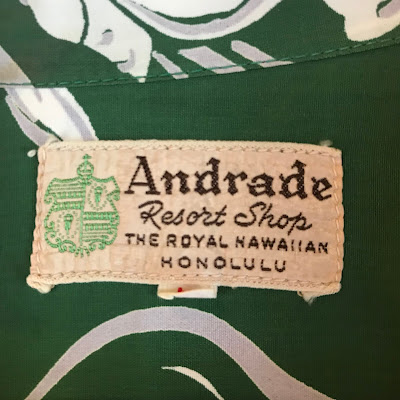 Andrade
Resort Shop
THE ROYAL HAWAIIAN
HONOLULU